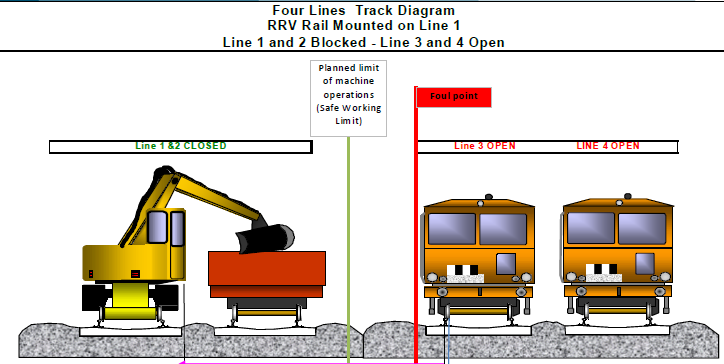 Four Lines Track Diagram
RRV Rail Mounted on Line 1
Line 1 and 2 Blocked - Line 3 and 4 Open
Planned limit
of machine
operations
(Safe Working
Limit)
Foul point
Line 1 &2 CLOSED
Line 3 OPEN
LINE 4 OPEN